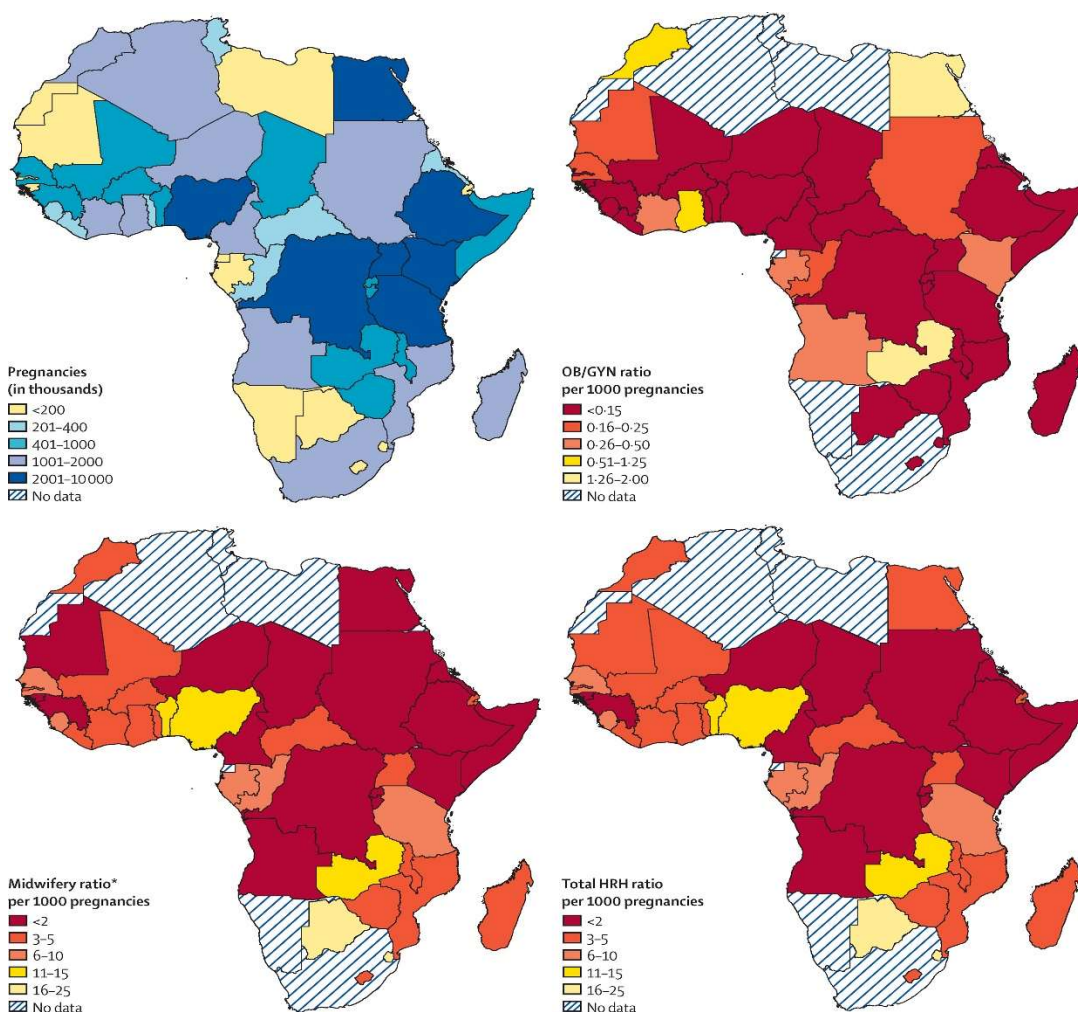 Pregnancies
(in thousands)
<200
201–400
401–1000
1001–2000
2001–10 000
No data
OB/GYN ratio
per 1000 pregnancies
<0·15
0·16–0·25
0·26–0·50
0·51–1·25
1·26–2·00
No data
Midwifery ratio*
per 1000 pregnancies
<2
3–5
6–10
11–15
16–25
No data
Total HRH ratio
per 1000 pregnancies
<2
3–5
6–10
11–15
16–25
No data